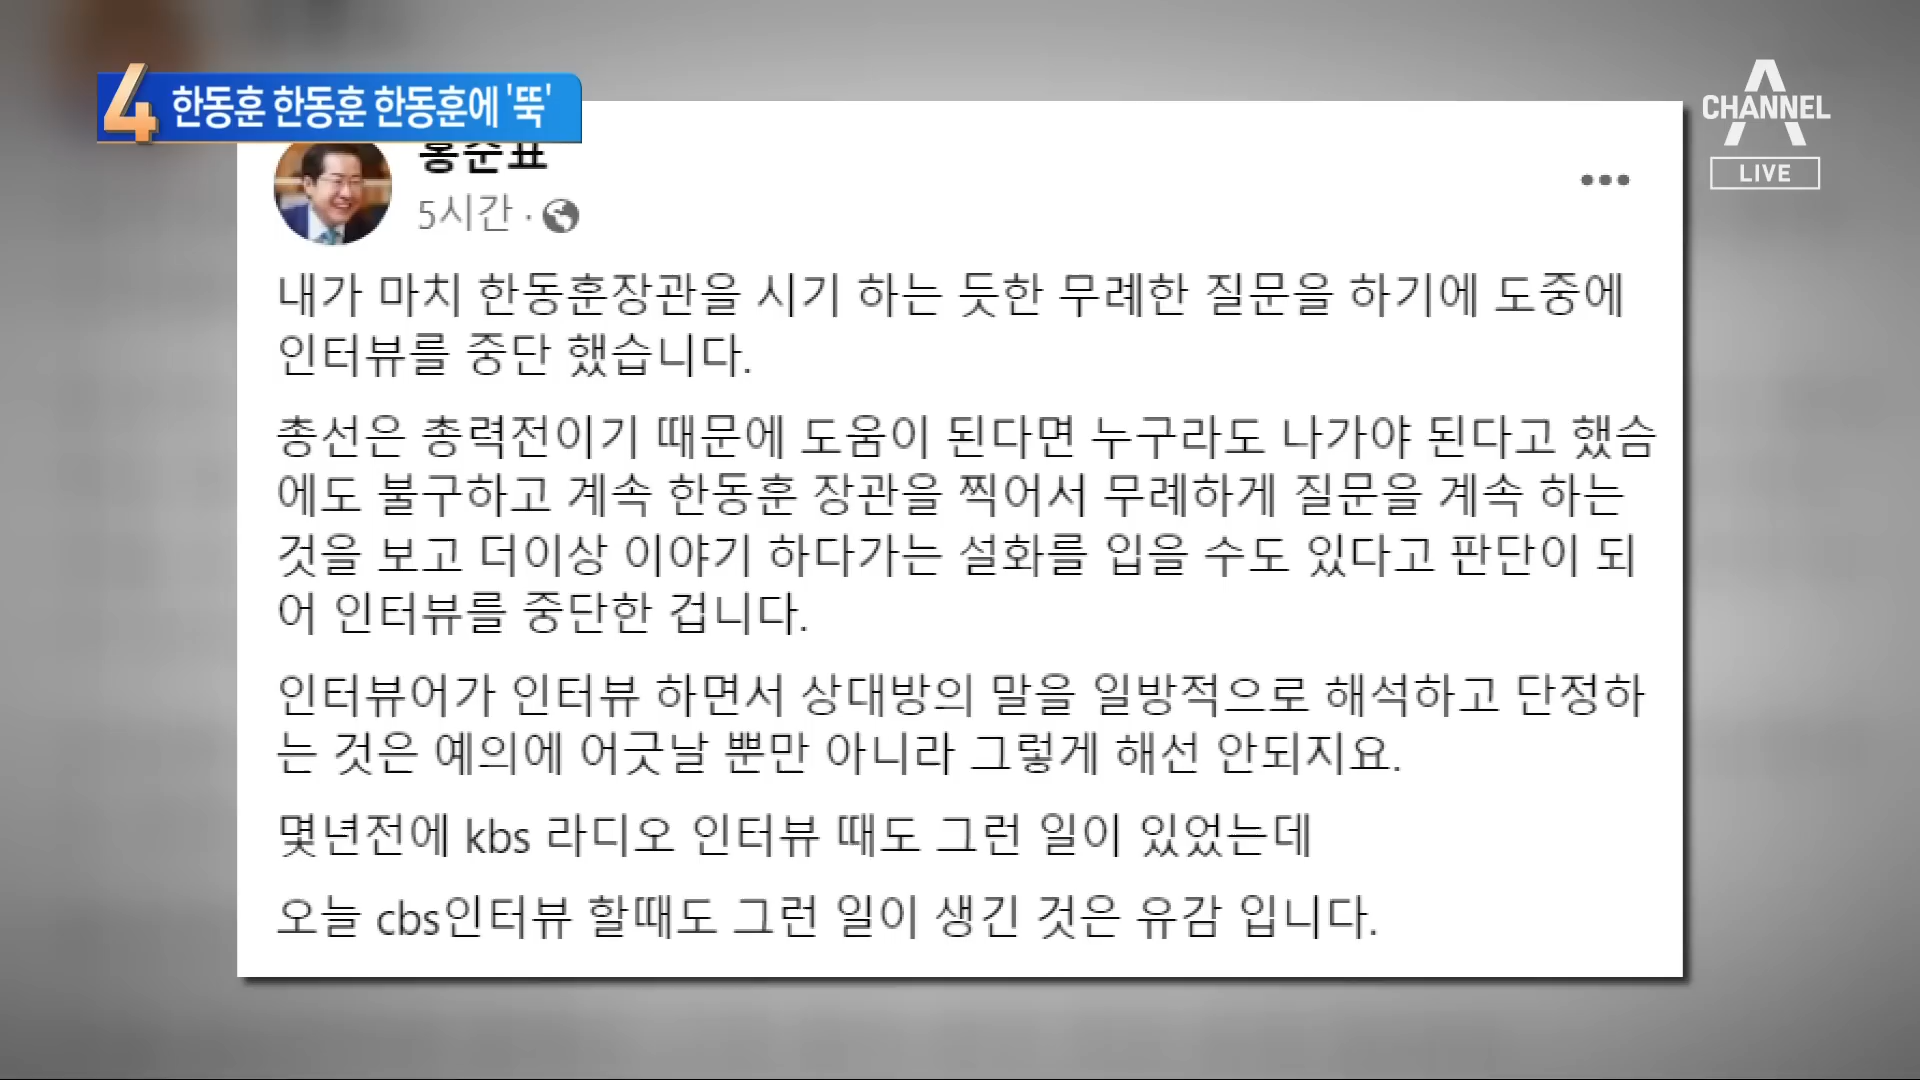 4 한동훈 한동훈 한동훈에 '뚝'
CHANNEL A
LIVE
홍준표
5시간 ·
내가 마치 한동훈장관을 시기 하는 듯한 무례한 질문을 하기에 도중에
인터뷰를 중단 했습니다.
총선은 총력전이기 때문에 도움이 된다면 누구라도 나가야 된다고 했슴
에도 불구하고 계속 한동훈 장관을 찍어서 무례하게 질문을 계속 하는
것을 보고 더이상 이야기 하다가는 설화를 입을 수도 있다고 판단이 되
어 인터뷰를 중단한 겁니다.
인터뷰어가 인터뷰 하면서 상대방의 말을 일방적으로 해석하고 단정하
는 것은 예의에 어긋날 뿐만 아니라 그렇게 해선 안되지요.
몇년전에 kbs 라디오 인터뷰 때도 그런 일이 있었는데
오늘 cbs인터뷰 할때도 그런 일이 생긴 것은 유감 입니다.